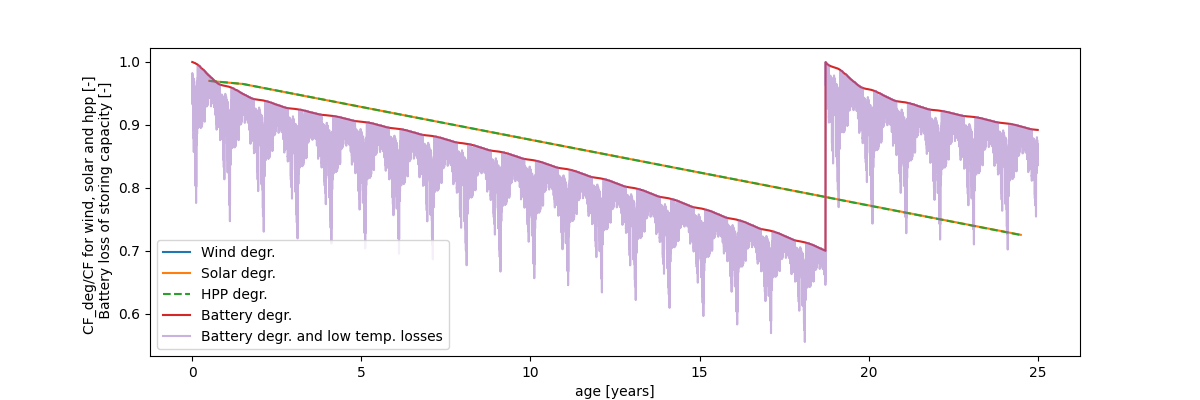 CF_deg/CF for wind, solar and hpp [-]
Battery loss of storing capacity [-]
1.0
0.9
0.8
0.7
0.6
Wind degr.
Solar degr.
HPP degr.
Battery degr.
Battery degr. and low temp. losses
0 5 10 15 20 25
age [years]